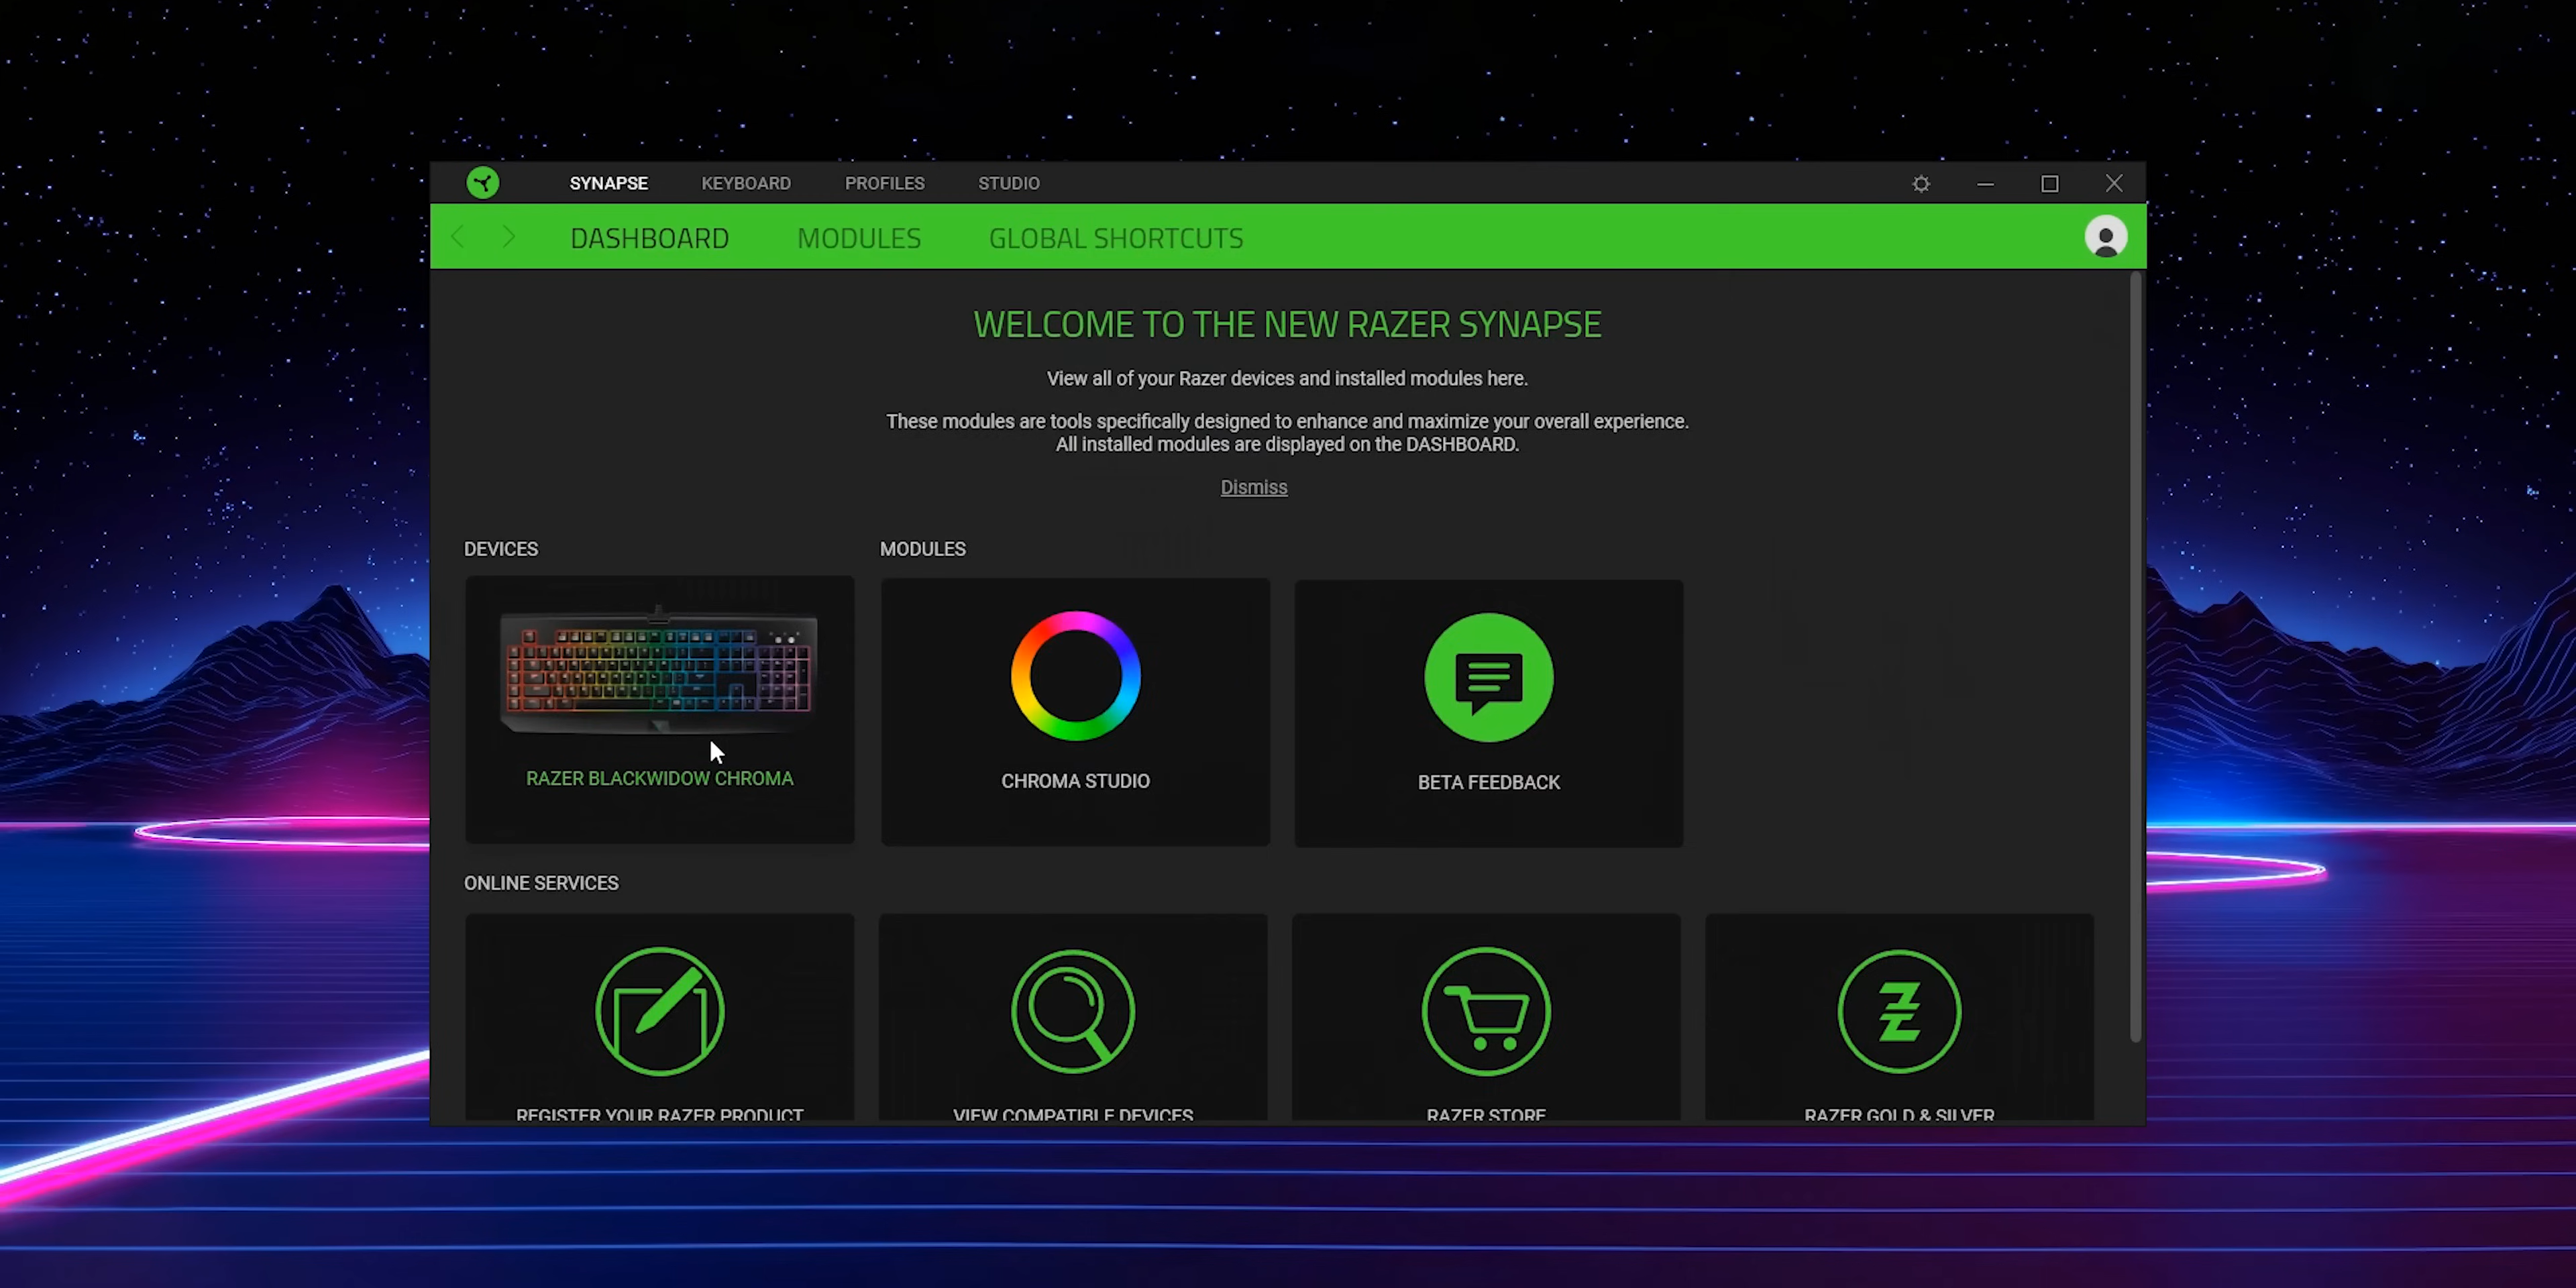 SYNAPSE KEYBOARD PROFILES STUDIO
DASHBOARD MODULES GLOBAL SHORTCUTS
WELCOME TO THE NEW RAZER SYNAPSE
View all of your Razer devices and installed modules here.
These modules are tools specifically designed to enhance and maximize your overall experience.
All installed modules are displayed on the DASHBOARD.
Dismiss
DEVICES
MODULES
RAZER BLACKWIDOW CHROMA
CHROMA STUDIO
BETA FEEDBACK
ONLINE SERVICES
REGISTER YOUR RAZER PRODUCT
VIEW COMPATIBLE DEVICES
RAZER STORE
RAZER GOLD & SILVER